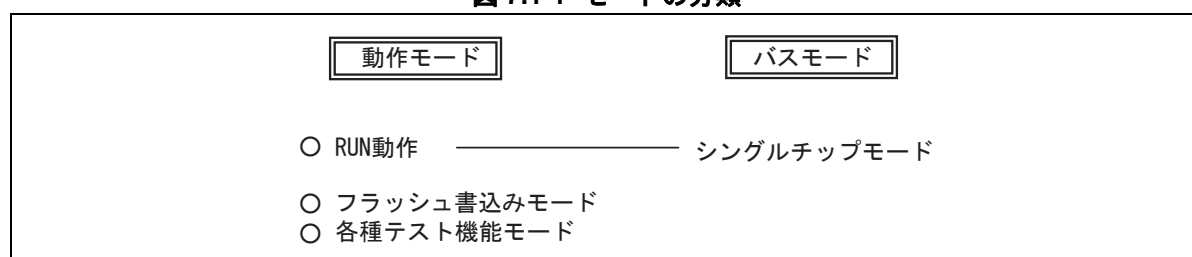 図 7.1-1 モードの分類
動作モード バスモード
○ RUN動作 シングルチップモード
○ フラッシュ書込みモード
○ 各種テスト機能モード